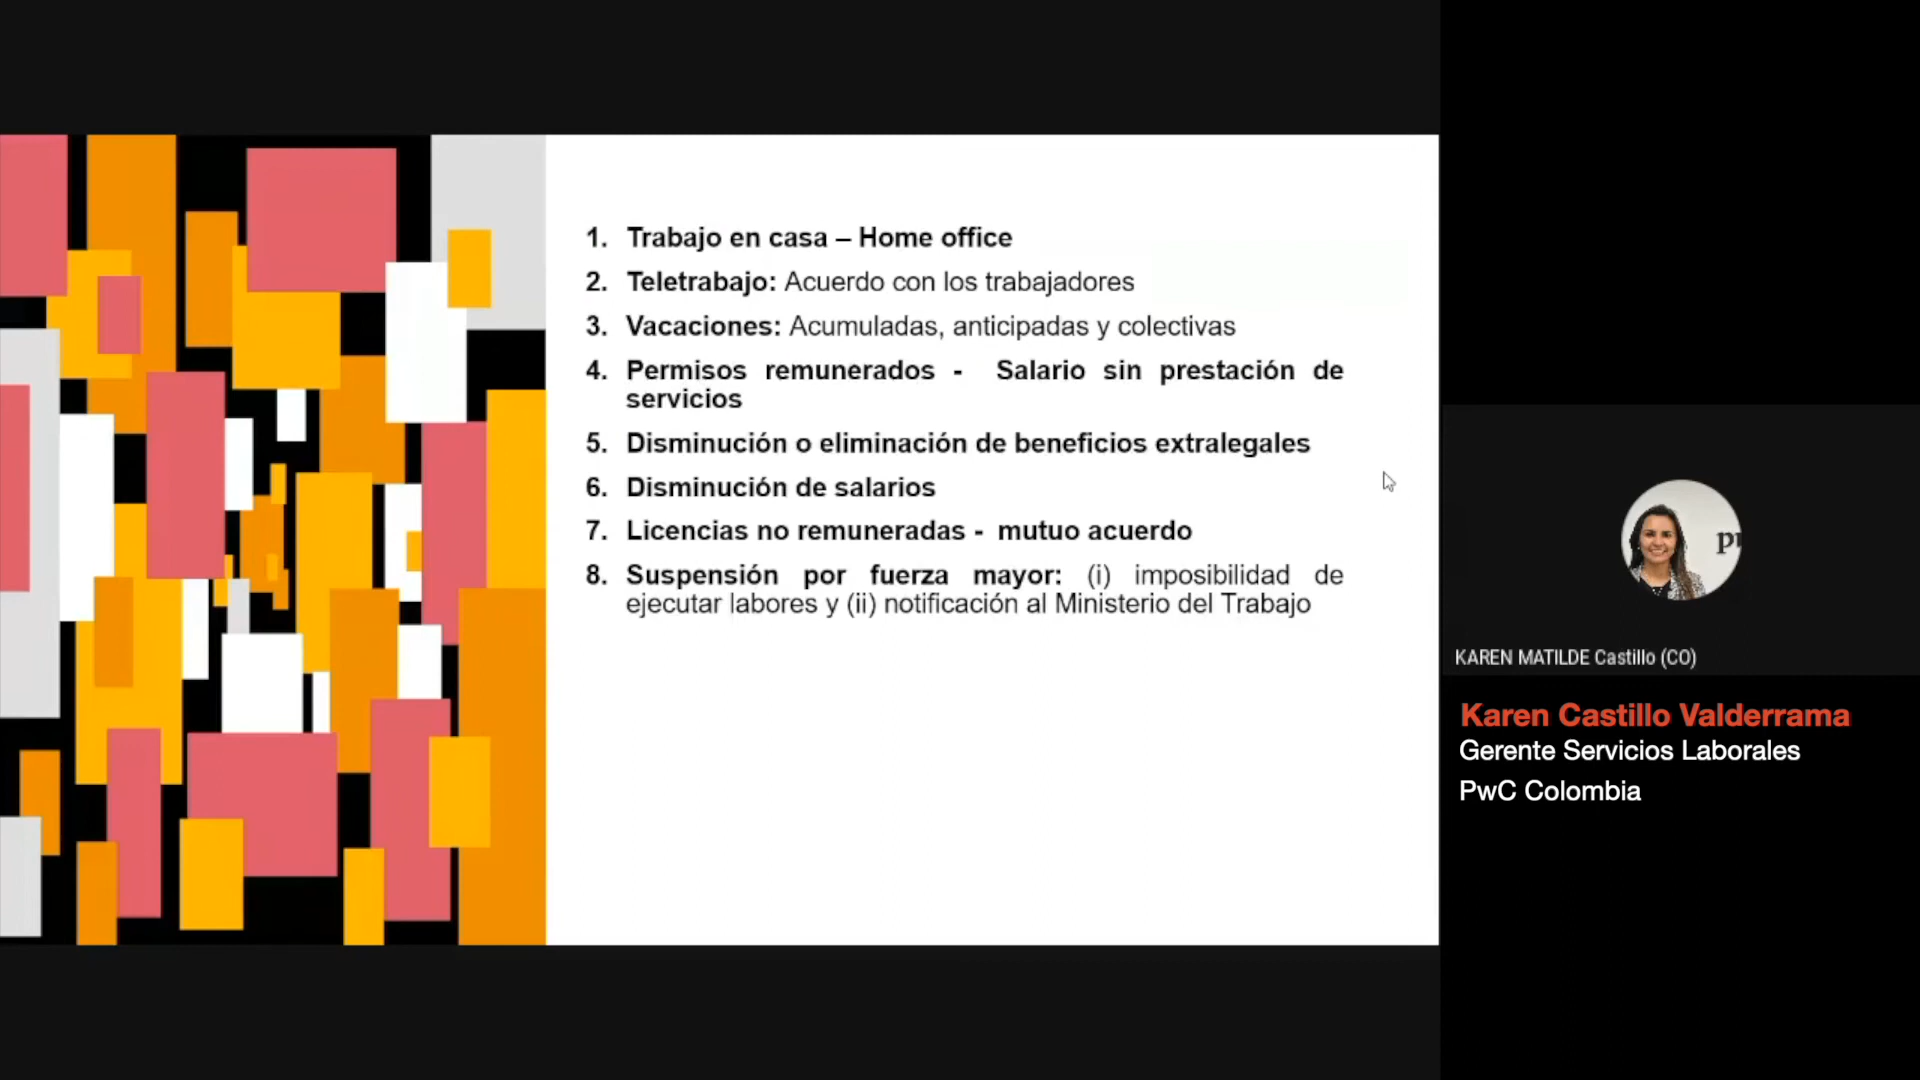 1. Trabajo en casa – Home office
2. Teletrabajo: Acuerdo con los trabajadores
3. Vacaciones: Acumuladas, anticipadas y colectivas
4. Permisos remunerados - Salario sin prestación de
servicios
5. Disminución o eliminación de beneficios extralegales
6. Disminución de salarios
7. Licencias no remuneradas - mutuo acuerdo
8. Suspensión por fuerza mayor: (i) imposibilidad de
ejecutar labores y (ii) notificación al Ministerio del Trabajo
KAREN MATILDE Castillo (CO)
Karen Castillo Valderrama
Gerente Servicios Laborales
PwC Colombia